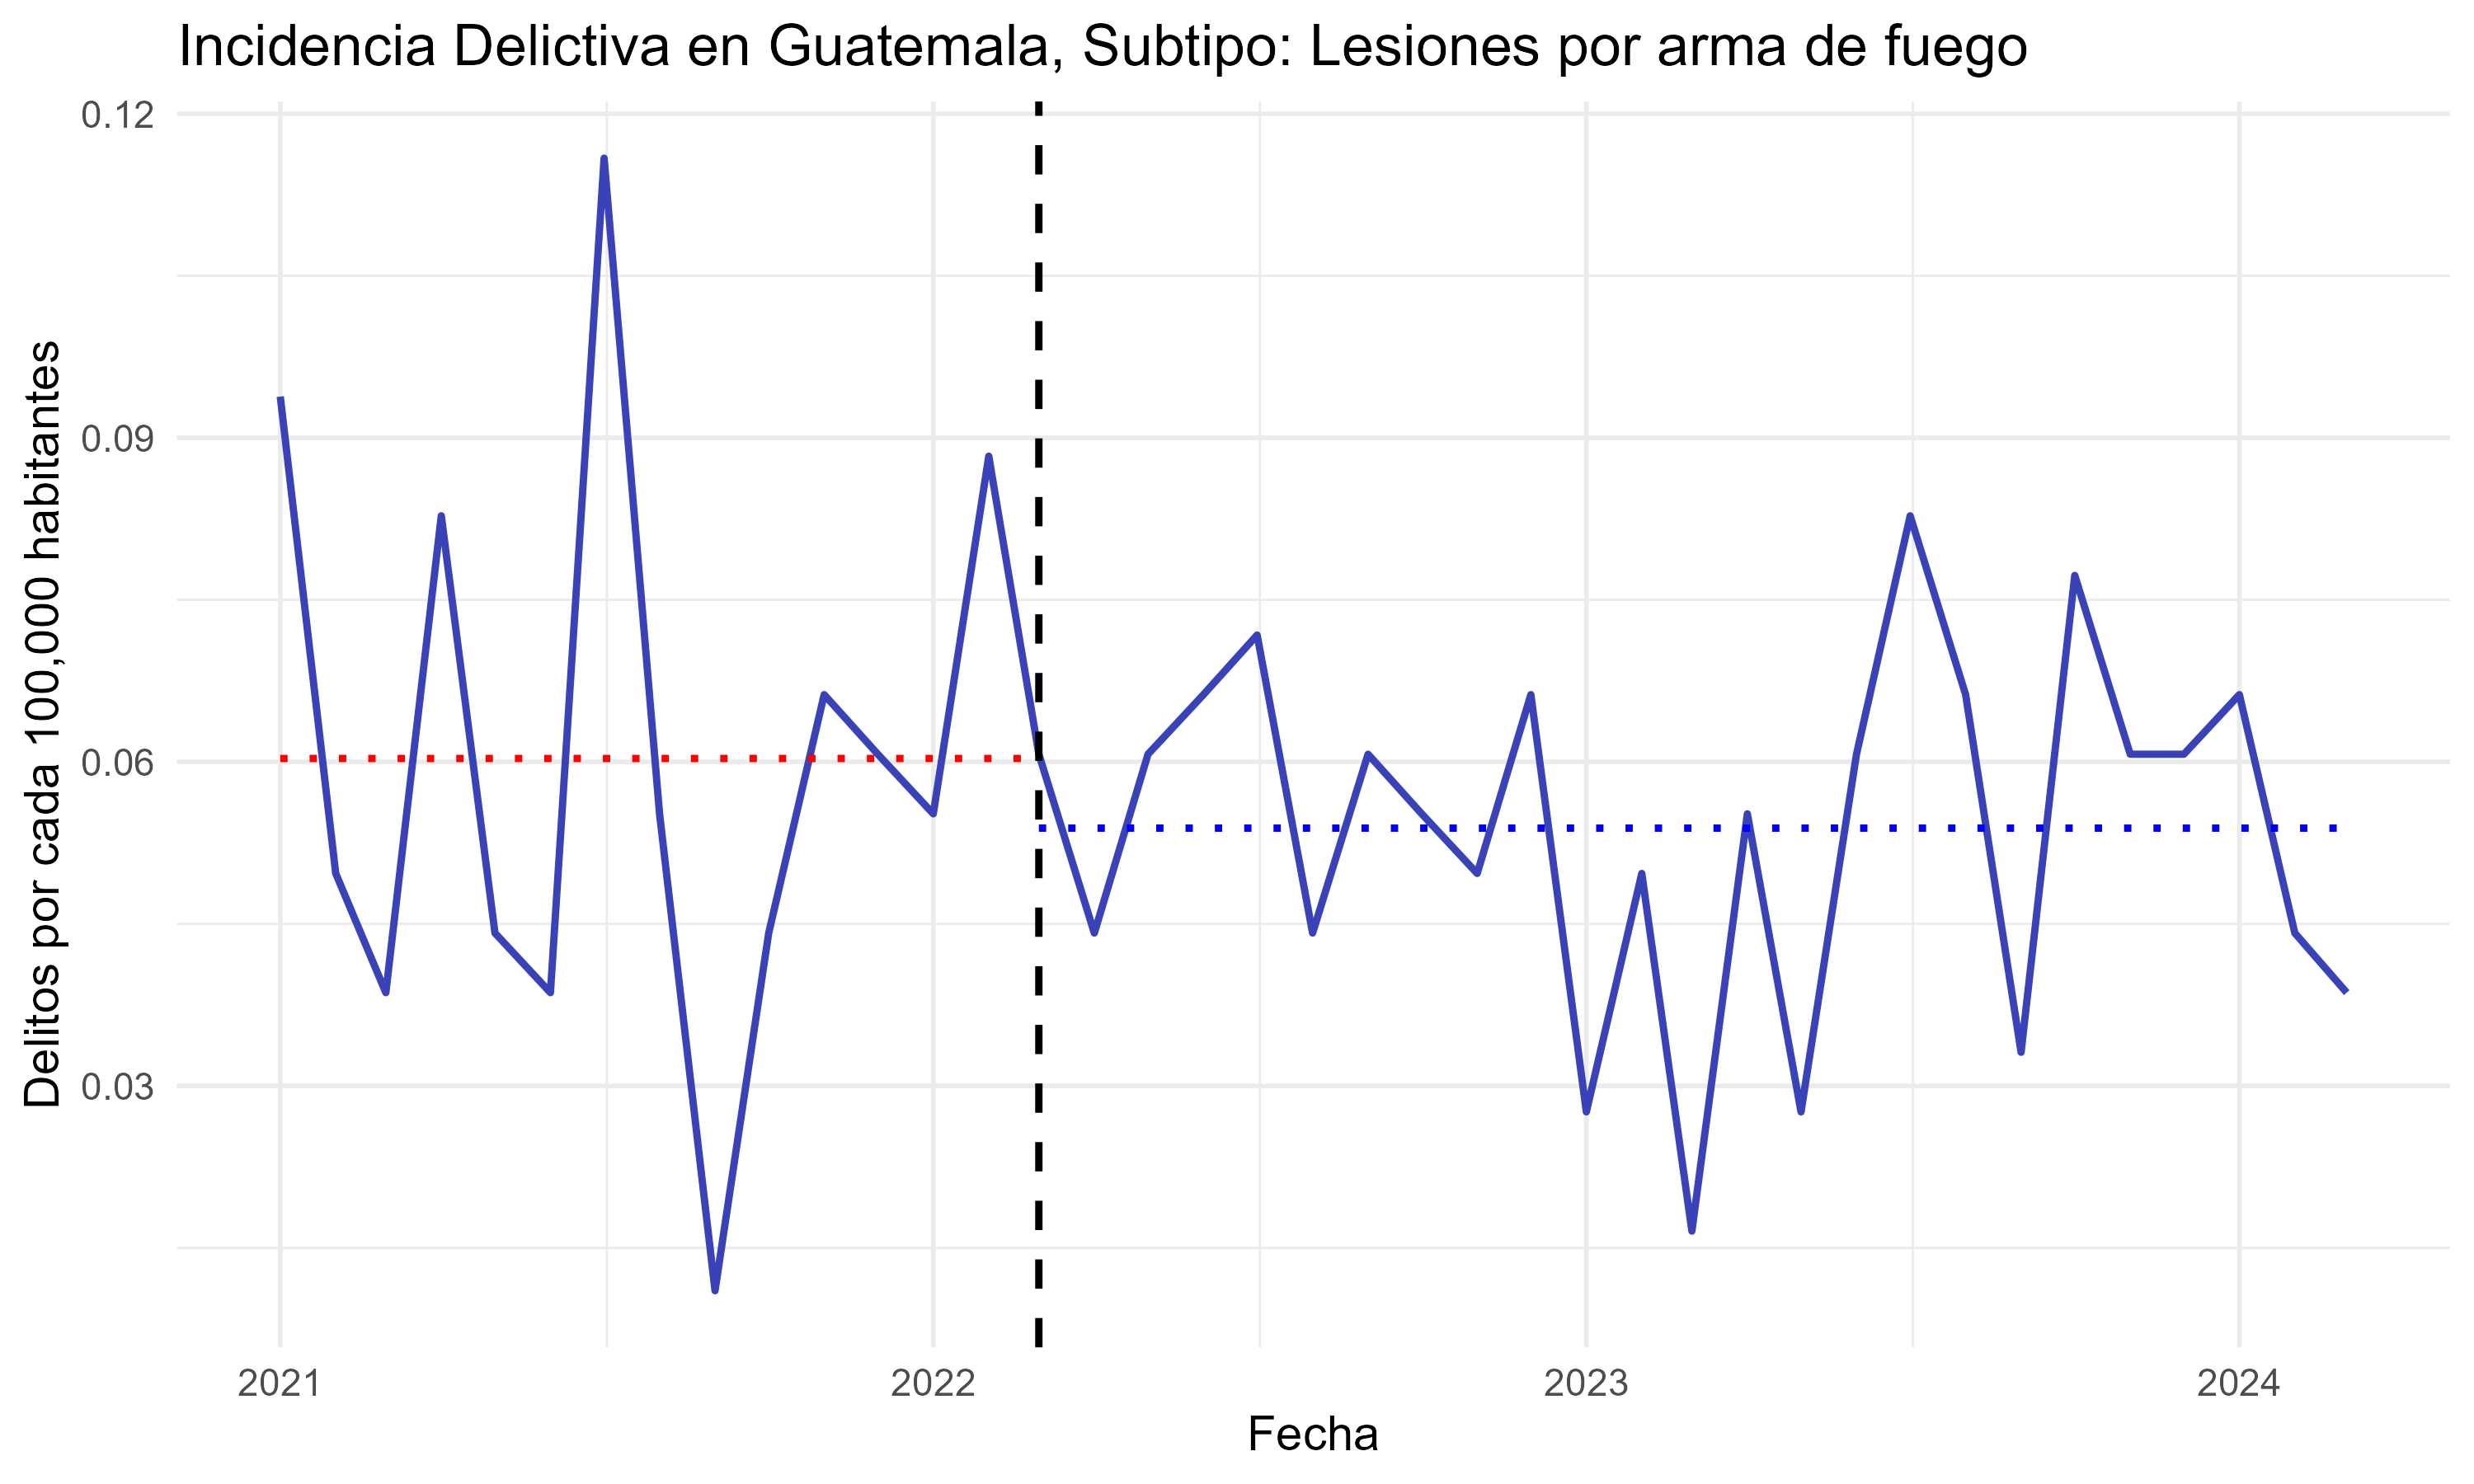 Incidencia Delictiva en Guatemala, Subtipo: Lesiones por arma de fuego
Delitos por cada 100,000 habitantes
0.12
0.09
0.06
0.03
2021
2022
2023
2024
Fecha